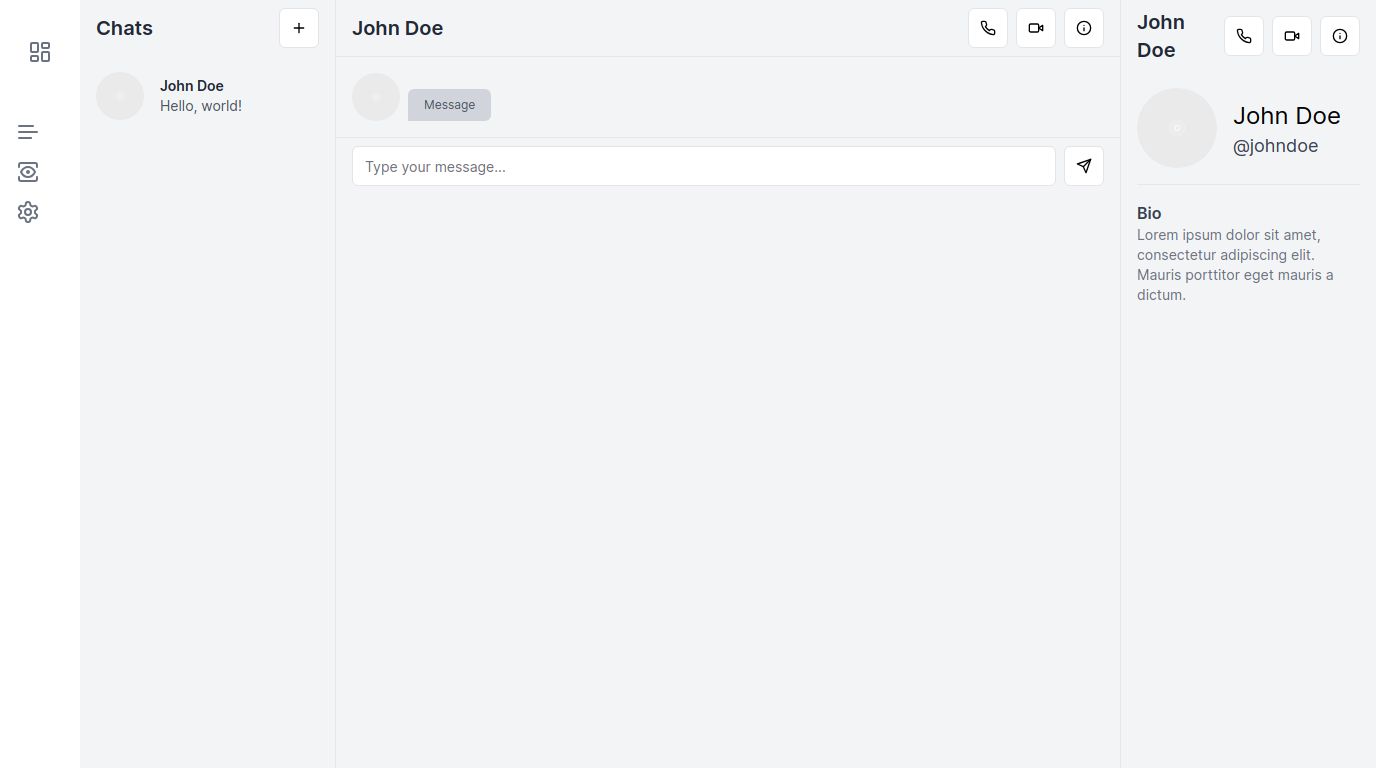 Chats
John Doe
Hello, world!
John Doe
Message
Type your message...
John
Doe
John Doe
@johndoe
Bio
Lorem ipsum dolor sit amet,
consectetur adipiscing elit.
Mauris porttitor eget mauris a
dictum.